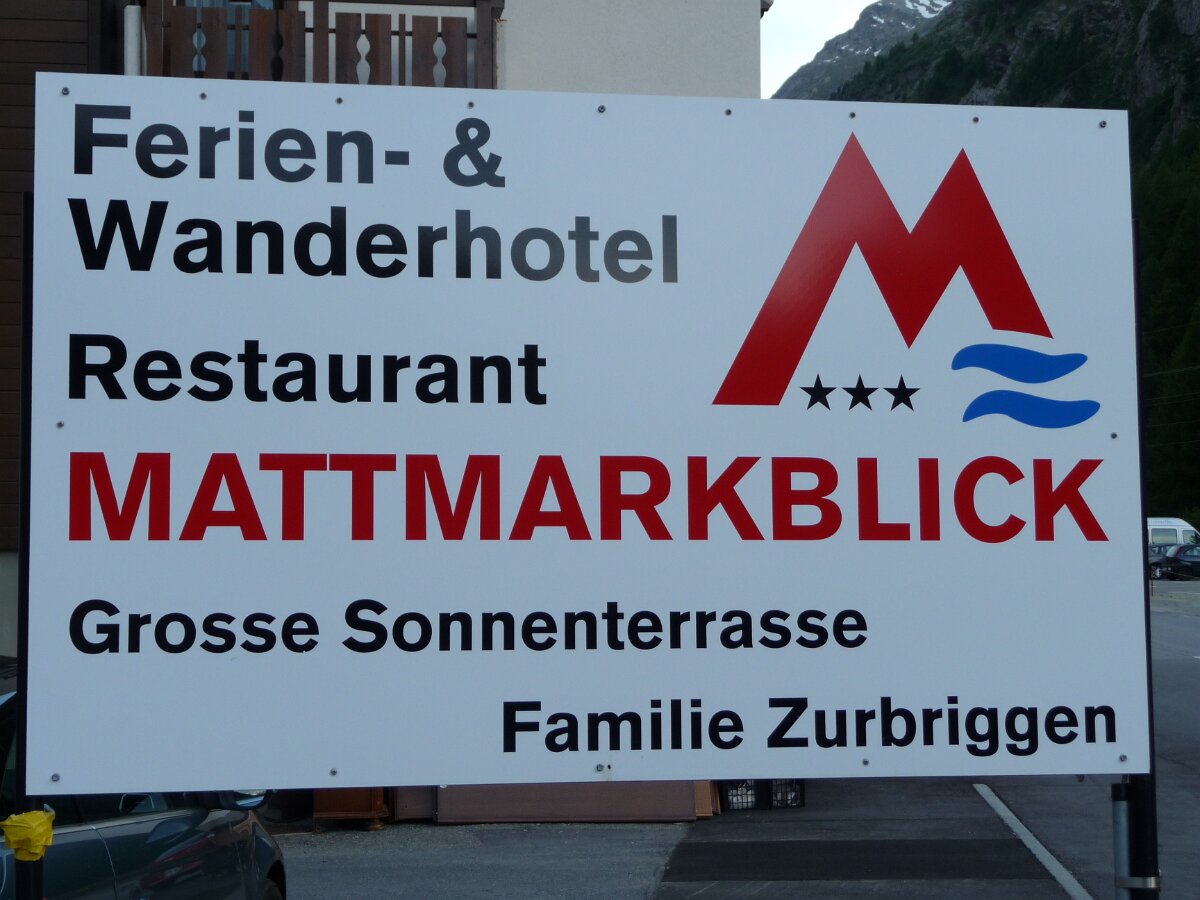 Ferien- &
Wanderhotel
Restaurant
MATTMARKBLICK
Grosse Sonnenterrasse
Familie Zurbriggen